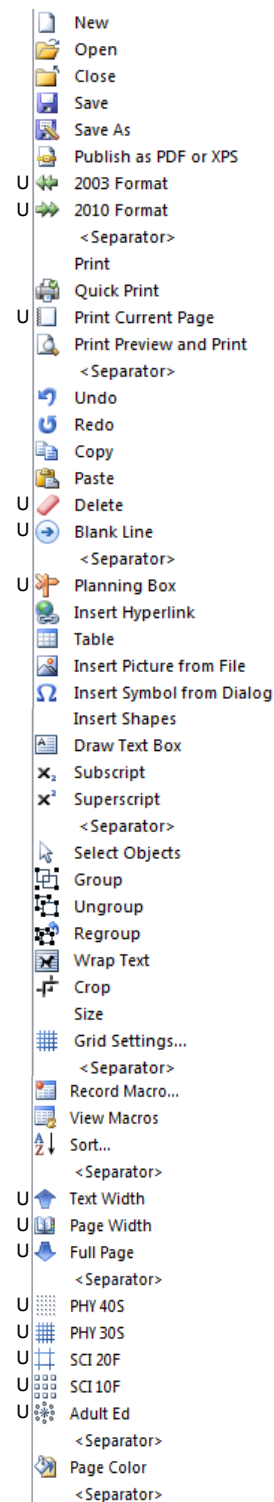 New
Open
Close
Save
Save As
Publish as PDF or XPS
U 2003 Format
U 2010 Format
<Separator>
Print
Quick Print
U Print Current Page
Print Preview and Print
<Separator>
Undo
Redo
Copy
Paste
U Delete
U Blank Line
<Separator>
U Planning Box
Insert Hyperlink
Table
Insert Picture from File
Insert Symbol from Dialog
Insert Shapes
Draw Text Box
Subscript
Superscript
<Separator>
Select Objects
Group
Ungroup
Regroup
Wrap Text
Crop
Size
Grid Settings...
<Separator>
Record Macro...
View Macros
Sort...
<Separator>
U Text Width
U Page Width
U Full Page
<Separator>
U PHY 40S
U PHY 30S
U SCI 20F
U SCI 10F
U Adult Ed
<Separator>
Page Color
<Separator>